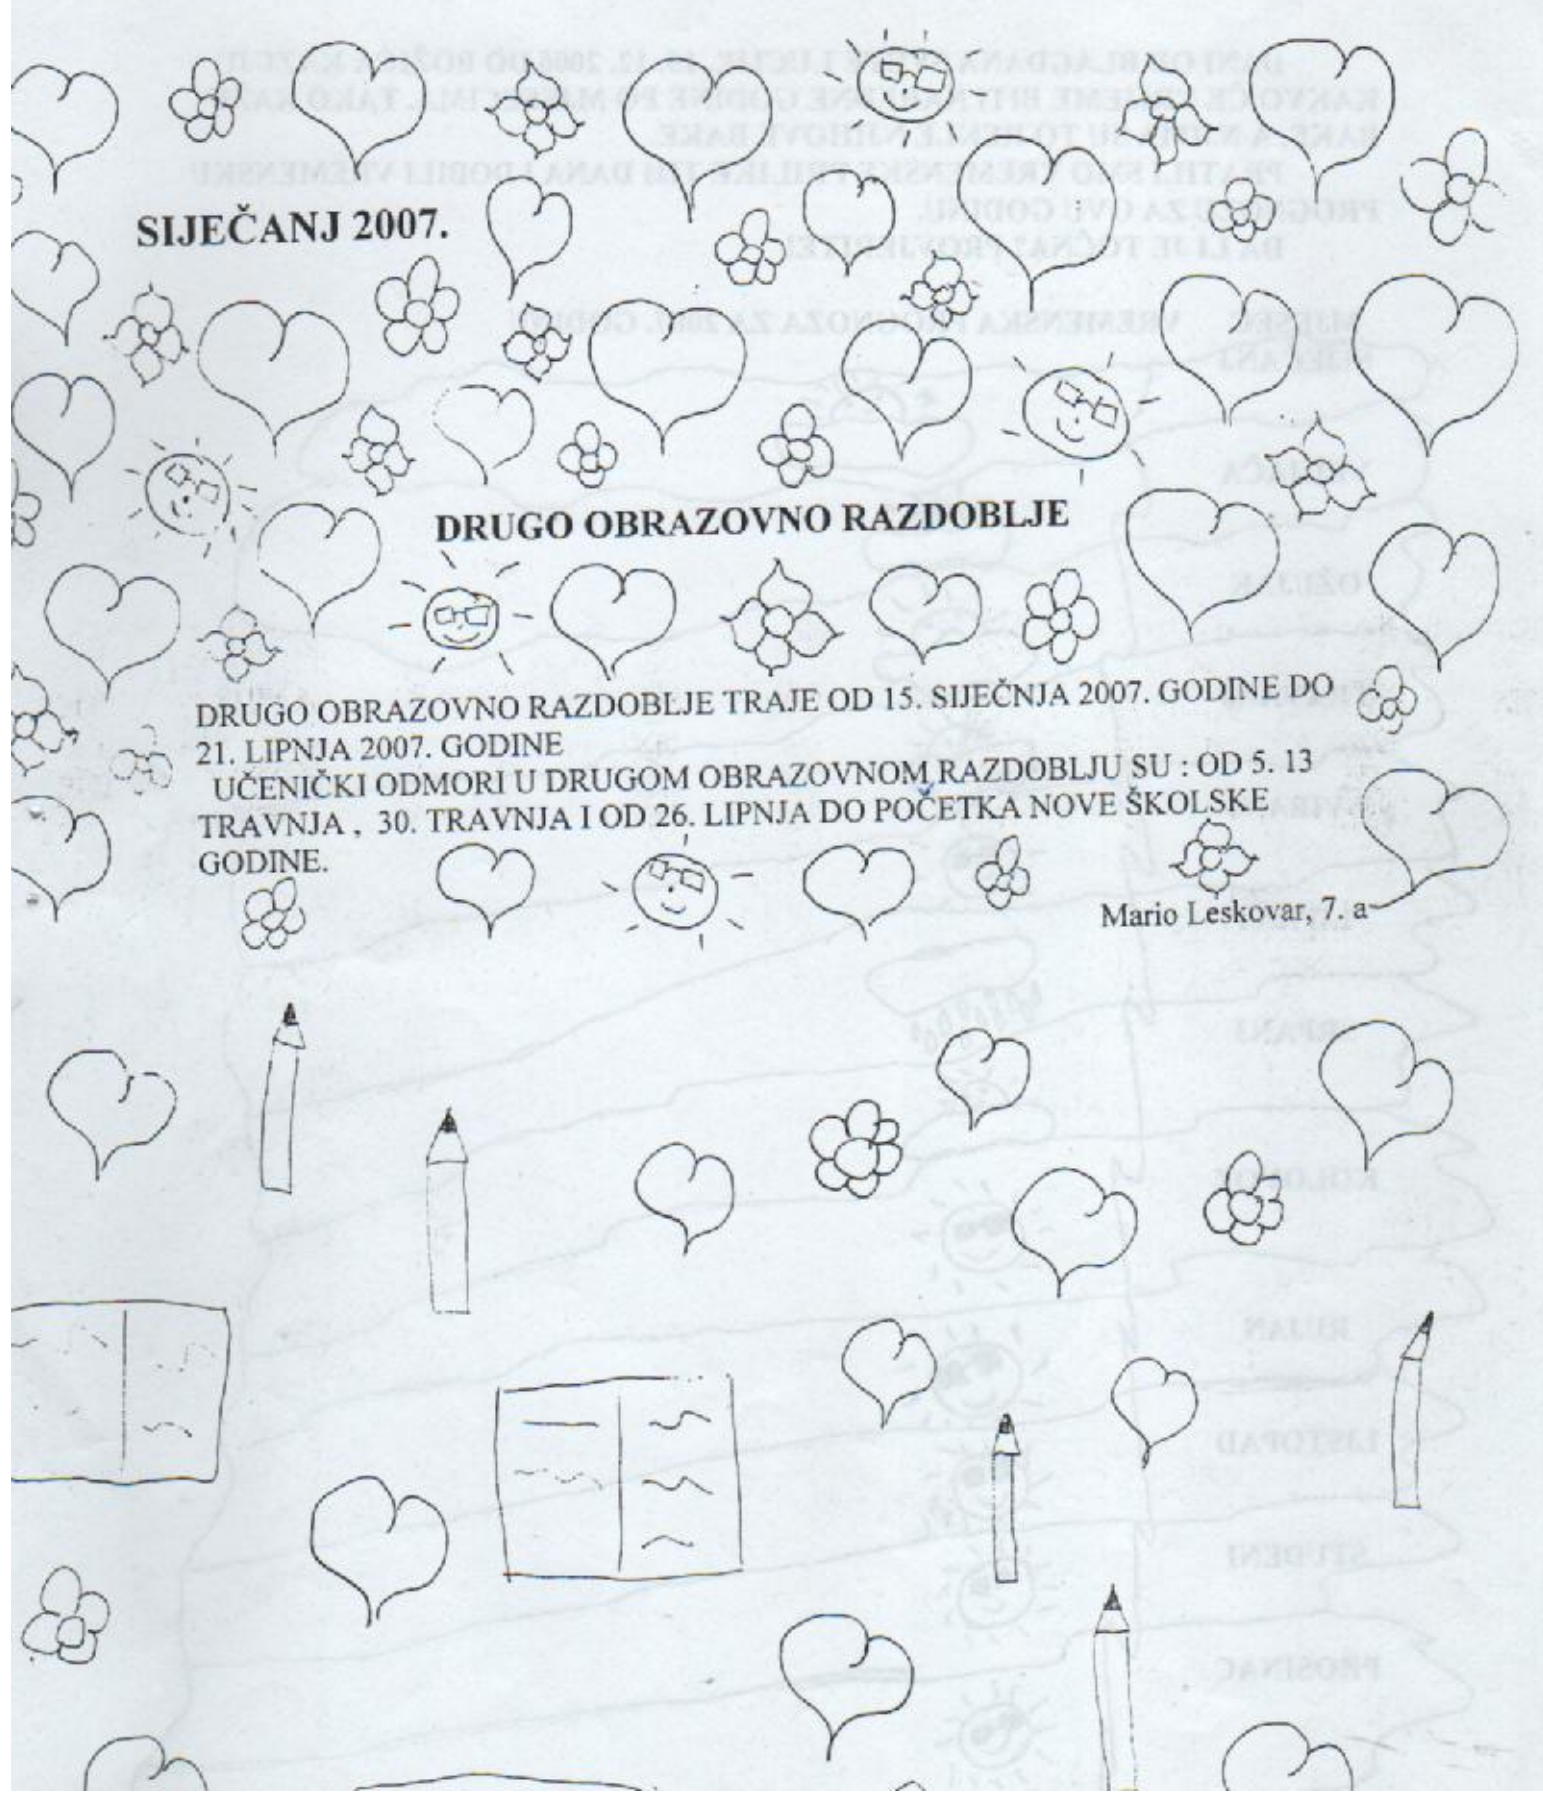 SIJEČANJ 2007.
DRUGO OBRAZOVNO RAZDOBLJE
DRUGO OBRAZOVNO RAZDOBLJE TRAJE OD 15. SIJEČNJA 2007. GODINE DO
21. LIPNJA 2007. GODINE
UČENIČKI ODMORI U DRUGOM OBRAZOVNOM RAZDOBLJU SU : OD 5. 13
TRAVNJA , 30. TRAVNJA I OD 26. LIPNJA DO POČETKA NOVE ŠKOLSKE
GODINE.
Mario Leskovar, 7. a